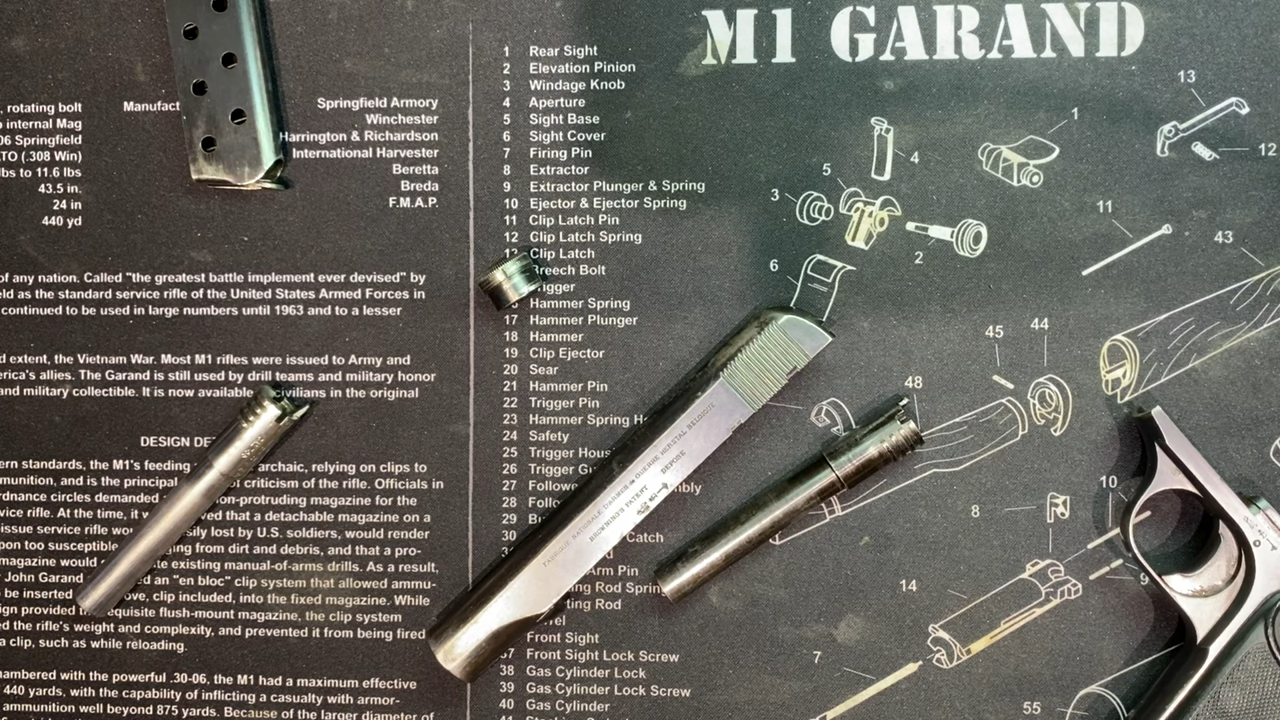 M1 GARAND
, rotating bolt
internal Mag
06 Springfield
TO (.308 Win)
lbs to 11.6 lbs
43.5 in.
24 in
440 yd
Manufact
Springfield Armory
Winchester
Harrington & Richardson
International Harvester
Beretta
Breda
F.M.A.P.
of any nation. Called "the greatest battle implement ever devised" by
eld as the standard service rifle of the United States Armed Forces in
continued to be used in large numbers until 1963 and to a lesser
d extent, the Vietnam War. Most M1 rifles were issued to Army and
erica's allies. The Garand is still used by drill teams and military honor
and military collectible. It is now available civilians in the original
DESIGN DE
ern standards, the M1's feeding archaic, relying on clips to
mmunition, and is the principal criticism of the rifle. Officials in
rdnance circles demanded on-protruding magazine for the
vice rifle. At the time, it w ved that a detachable magazine on a
issue service rifle wou sily lost by U.S. soldiers, would render
pon too susceptible ging from dirt and debris, and that a pro-
magazine would te existing manual-of-arms drills. As a result,
John Garand ed an "en bloc" clip system that allowed ammu-
be inserted ove, clip included, into the fixed magazine. While
ign provided equisite flush-mount magazine, the clip system
ed the rifle's weight and complexity, and prevented it from being fired
a clip, such as while reloading.
hambered with the powerful .30-06, the M1 had a maximum effective
440 yards, with the capability of inflicting a casualty with armor-
ammunition well beyond 875 yards. Because of the larger diameter of
1 Rear Sight
2 Elevation Pinion
3 Windage Knob
4 Aperture
5 Sight Base
6 Sight Cover
7 Firing Pin
8 Extractor
9 Extractor Plunger & Spring
10 Ejector & Ejector Spring
11 Clip Latch Pin
12 Clip Latch Spring
Clip Latch
Breech Bolt
igger
Hammer Spring
17 Hammer Plunger
18 Hammer
19 Clip Ejector
20 Sear
21 Hammer Pin
22 Trigger Pin
23 Hammer Spring H
24 Safety
25 Trigger Hous
26 Trigger Gu
27 Followe mbly
28 Follo
29 Bu
30 Catch
Arm Pin
ing Rod Sprin
ting Rod
Front Sight
37 Front Sight Lock Screw
38 Gas Cylinder Lock
39 Gas Cylinder Lock Screw
40 Gas Cylinder
FABRIQUE NATIONALE D'ARMES DE GUERRE HERSTAL BELGIQUE
BROWNING'S PATENT DEPOSE
13
1
12
4
5
3
11
2
43
6
45
44
48
10
8
9
14
7
55